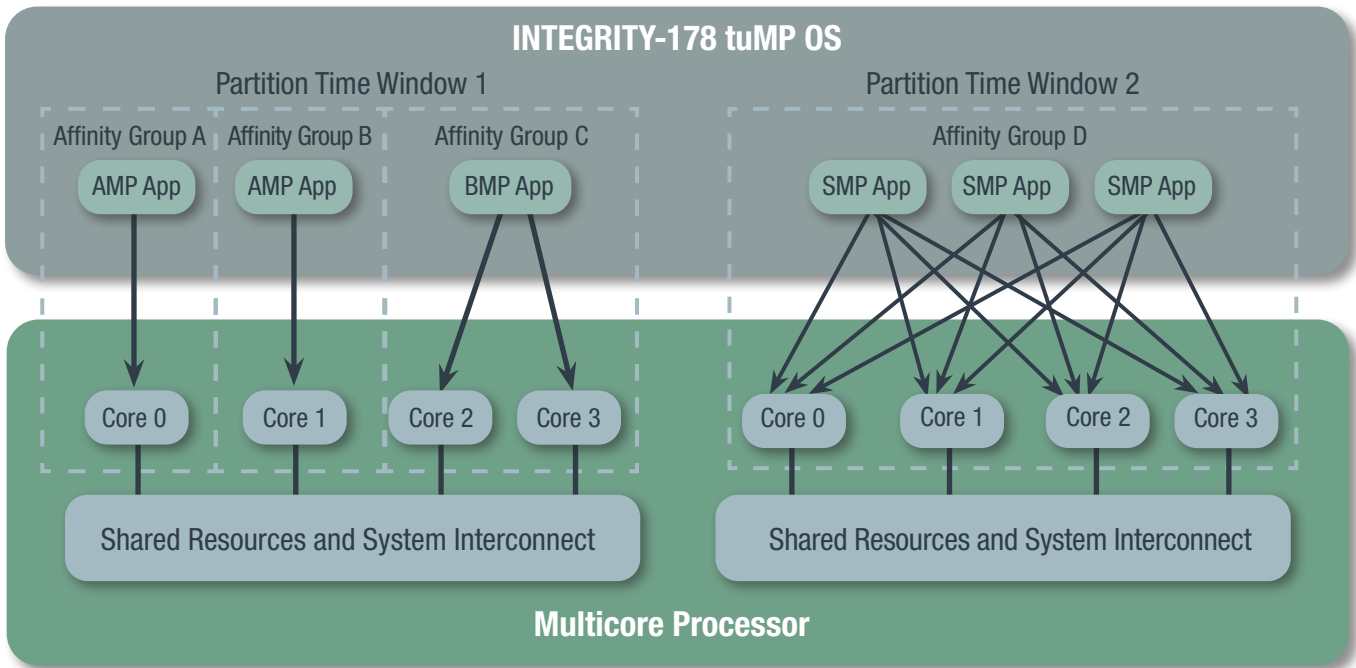 INTEGRITY-178 tuMP OS
Partition Time Window 1
Partition Time Window 2
Affinity Group A
Affinity Group B
Affinity Group C
Affinity Group D
AMP App
AMP App
BMP App
SMP App
SMP App
SMP App
Core 0
Core 1
Core 2
Core 3
Core 0
Core 1
Core 2
Core 3
Shared Resources and System Interconnect
Shared Resources and System Interconnect
Multicore Processor